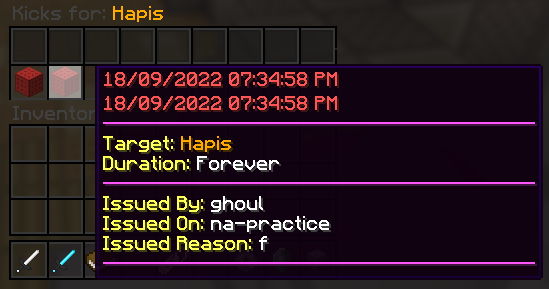 Kicks for: Hapis
18/09/2022 07:34:58 PM
18/09/2022 07:34:58 PM
Target: Hapis
Duration: Forever
Issued By: ghoul
Issued On: na-practice
Issued Reason: f